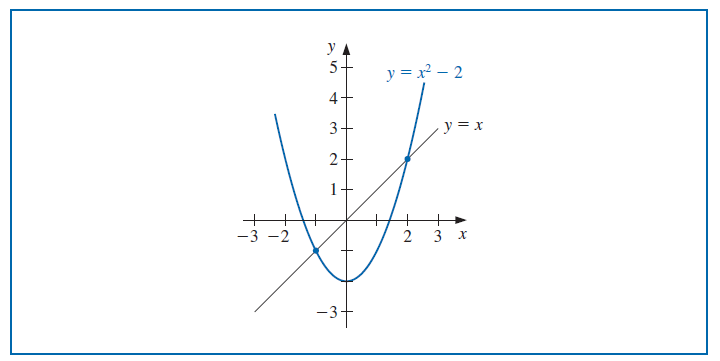 y
5
y = x² – 2
4
3
y = x
2
1
–3 –2
2 3 x
–3